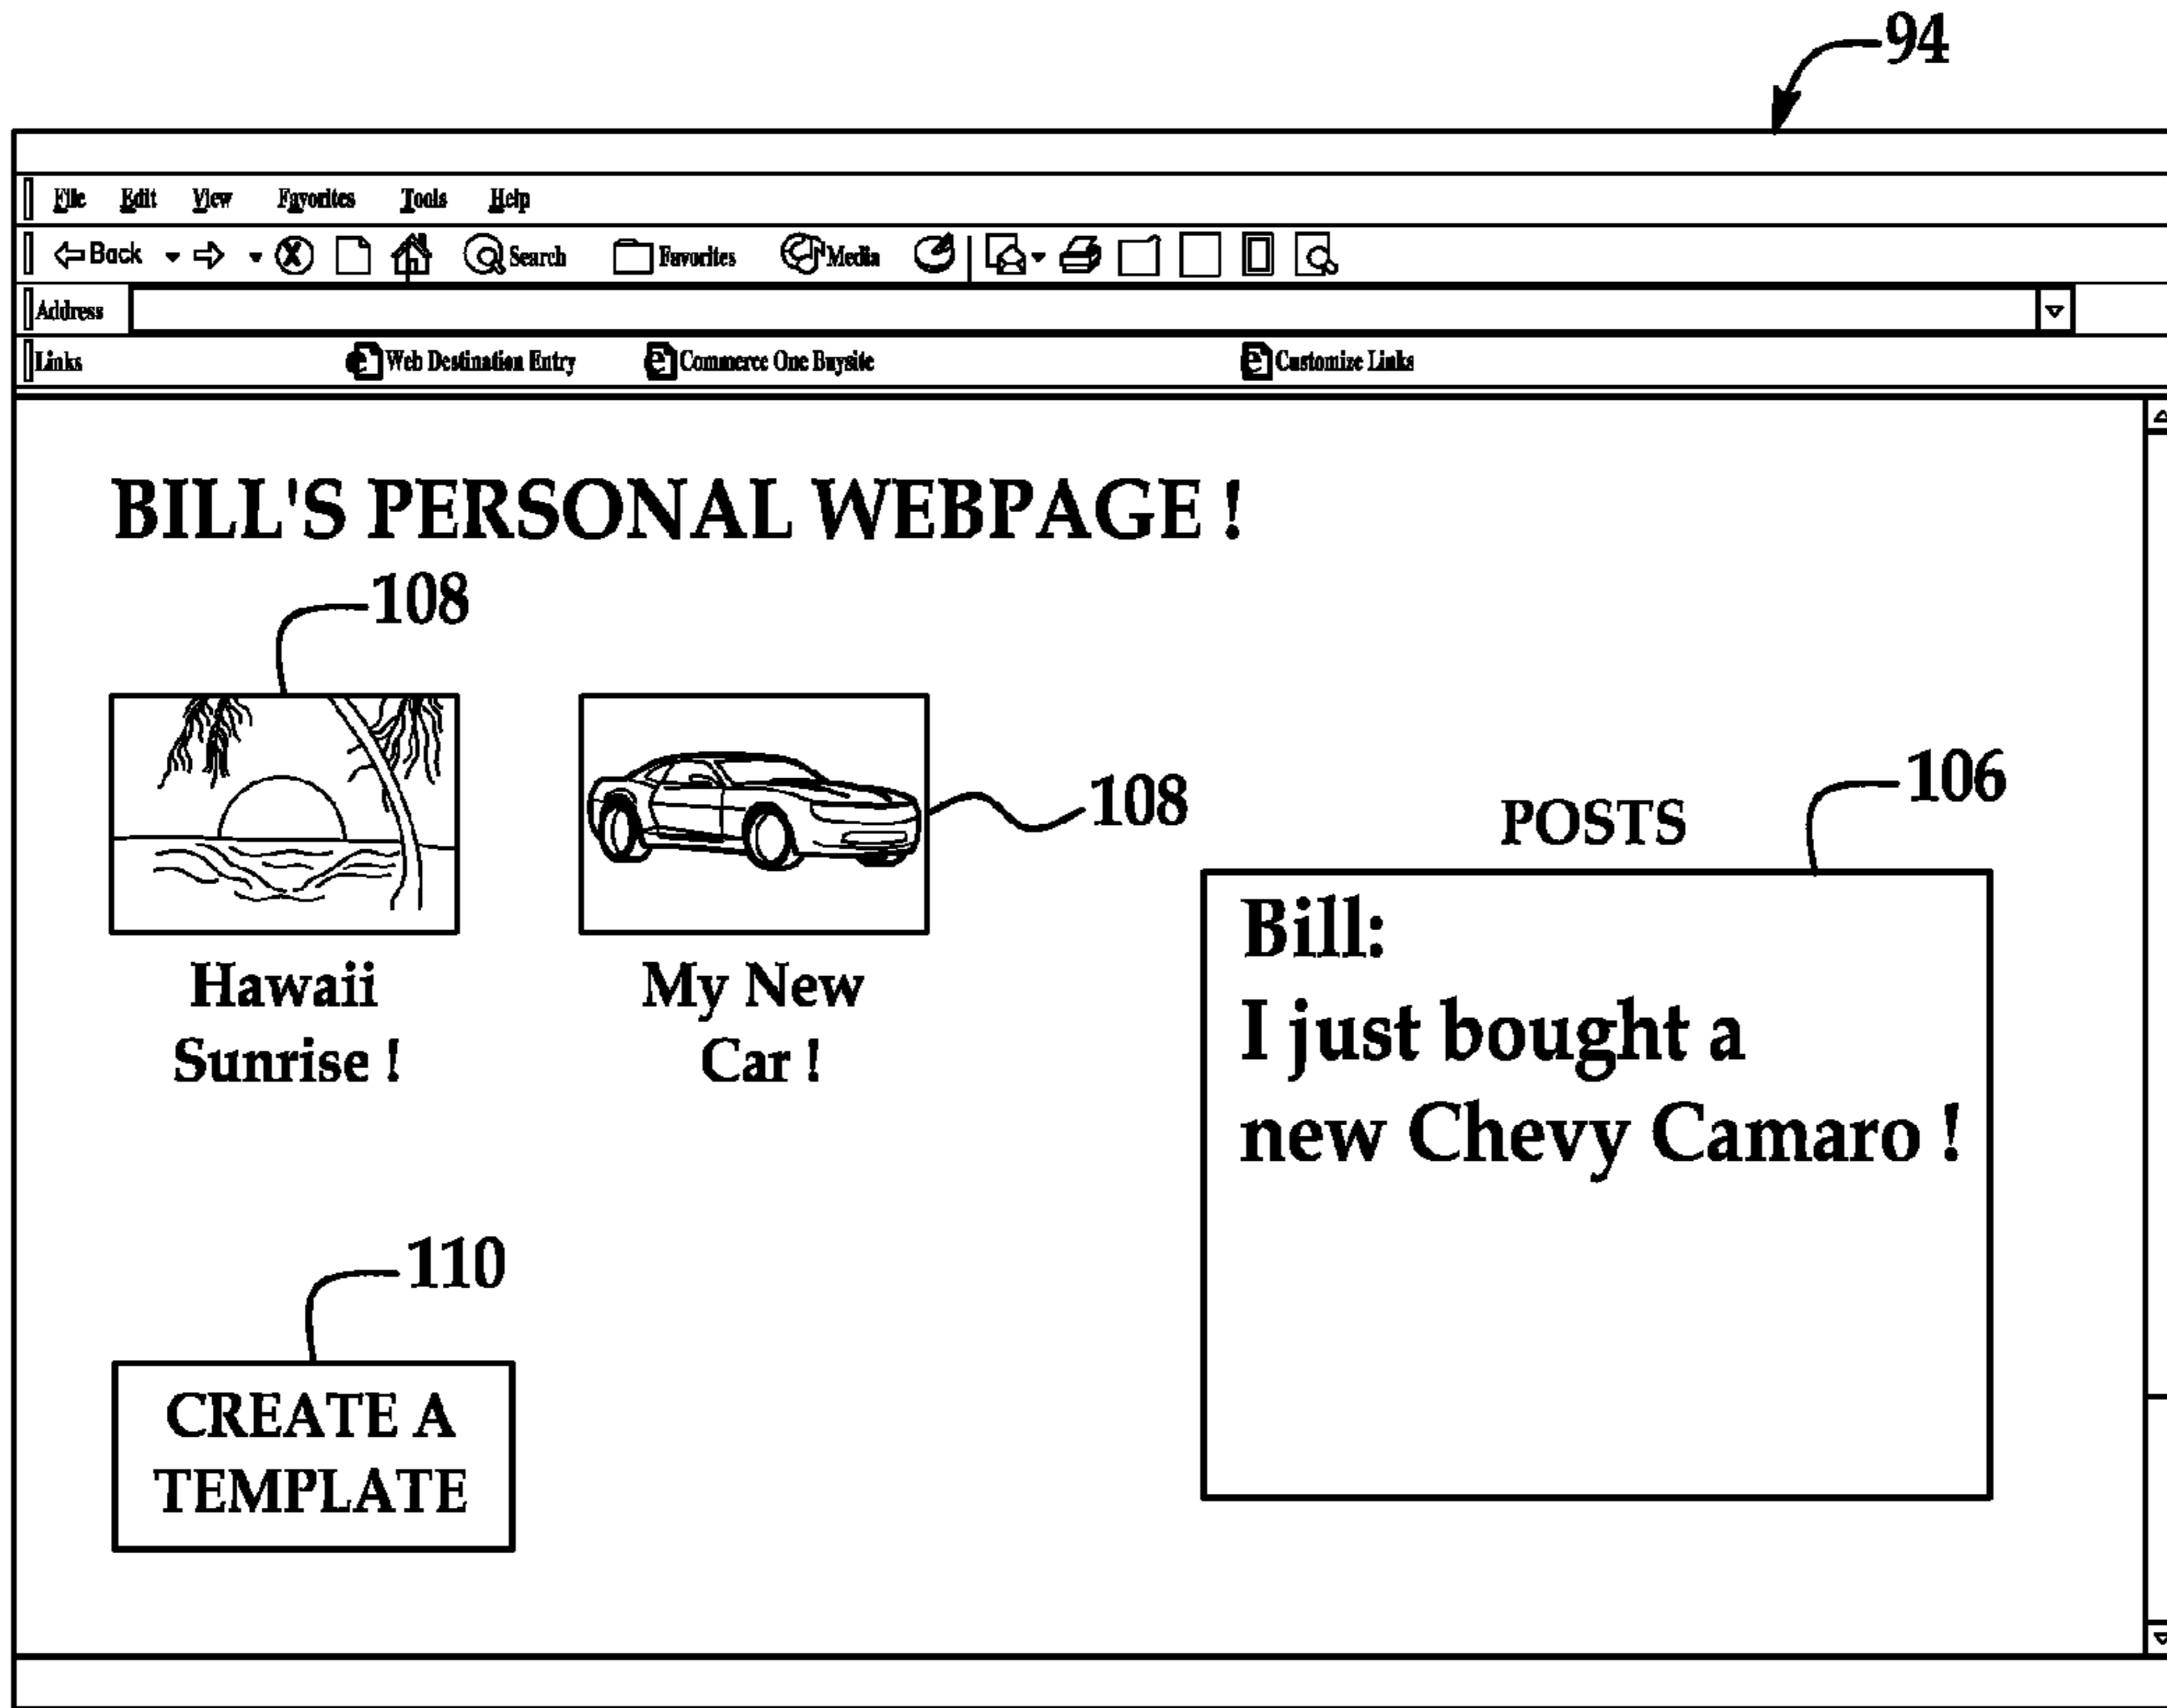 94
File Edit View Favorites Tools Help
Back Search Favorites Media
Address
Links Web Destination Entry Commerce One Buysite Customize Links
BILL'S PERSONAL WEBPAGE !
108
108
106
POSTS
Hawaii
Sunrise !
My New
Car !
Bill:
I just bought a
new Chevy Camaro !
110
CREATE A
TEMPLATE